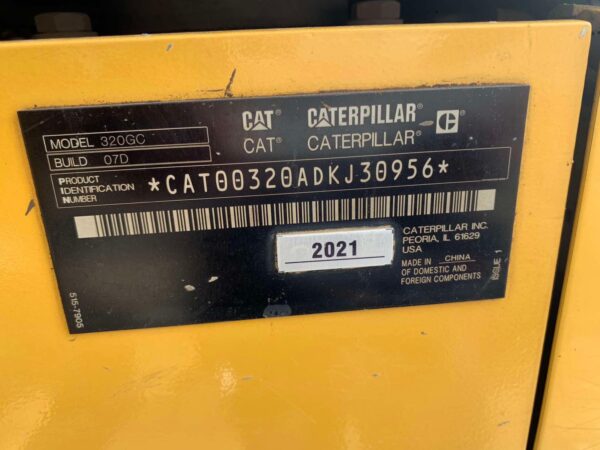 CAT® CATERPILLAR® C
CAT® CATERPILLAR®
MODEL 320GC
BUILD 07D
PRODUCT
IDENTIFICATION
NUMBER
*CAT00320ADKJ30956*
CATERPILLAR INC.
PEORIA, IL 61629
USA
2021
MADE IN CHINA
OF DOMESTIC AND
FOREIGN COMPONENTS
ISSUE 1
515-7905